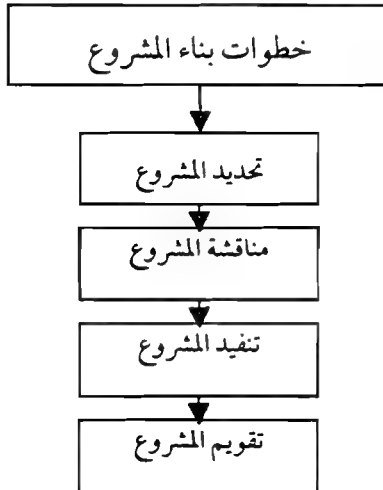 خطوات بناء المشروع
تحديد المشروع
مناقشة المشروع
تنفيد المشروع
تقويم المشروع